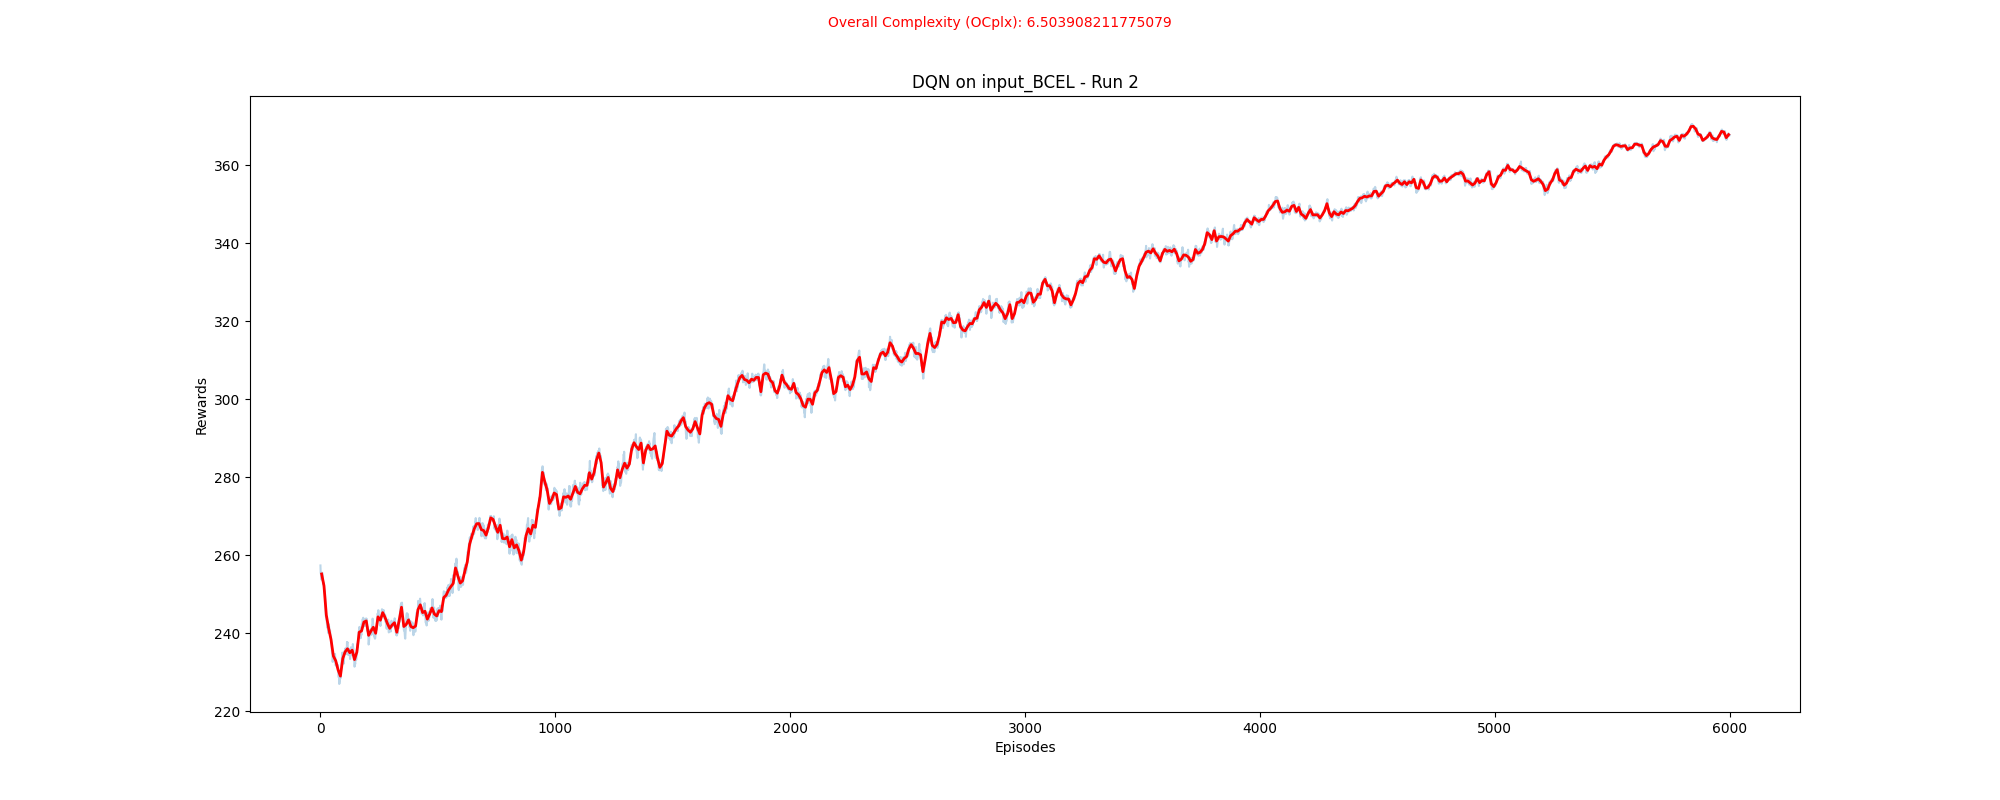 Overall Complexity (OCplx): 6.503908211775079
DQN on input_BCEL - Run 2
Rewards
360
340
320
300
280
260
240
220
0 1000 2000 3000 4000 5000 6000
Episodes